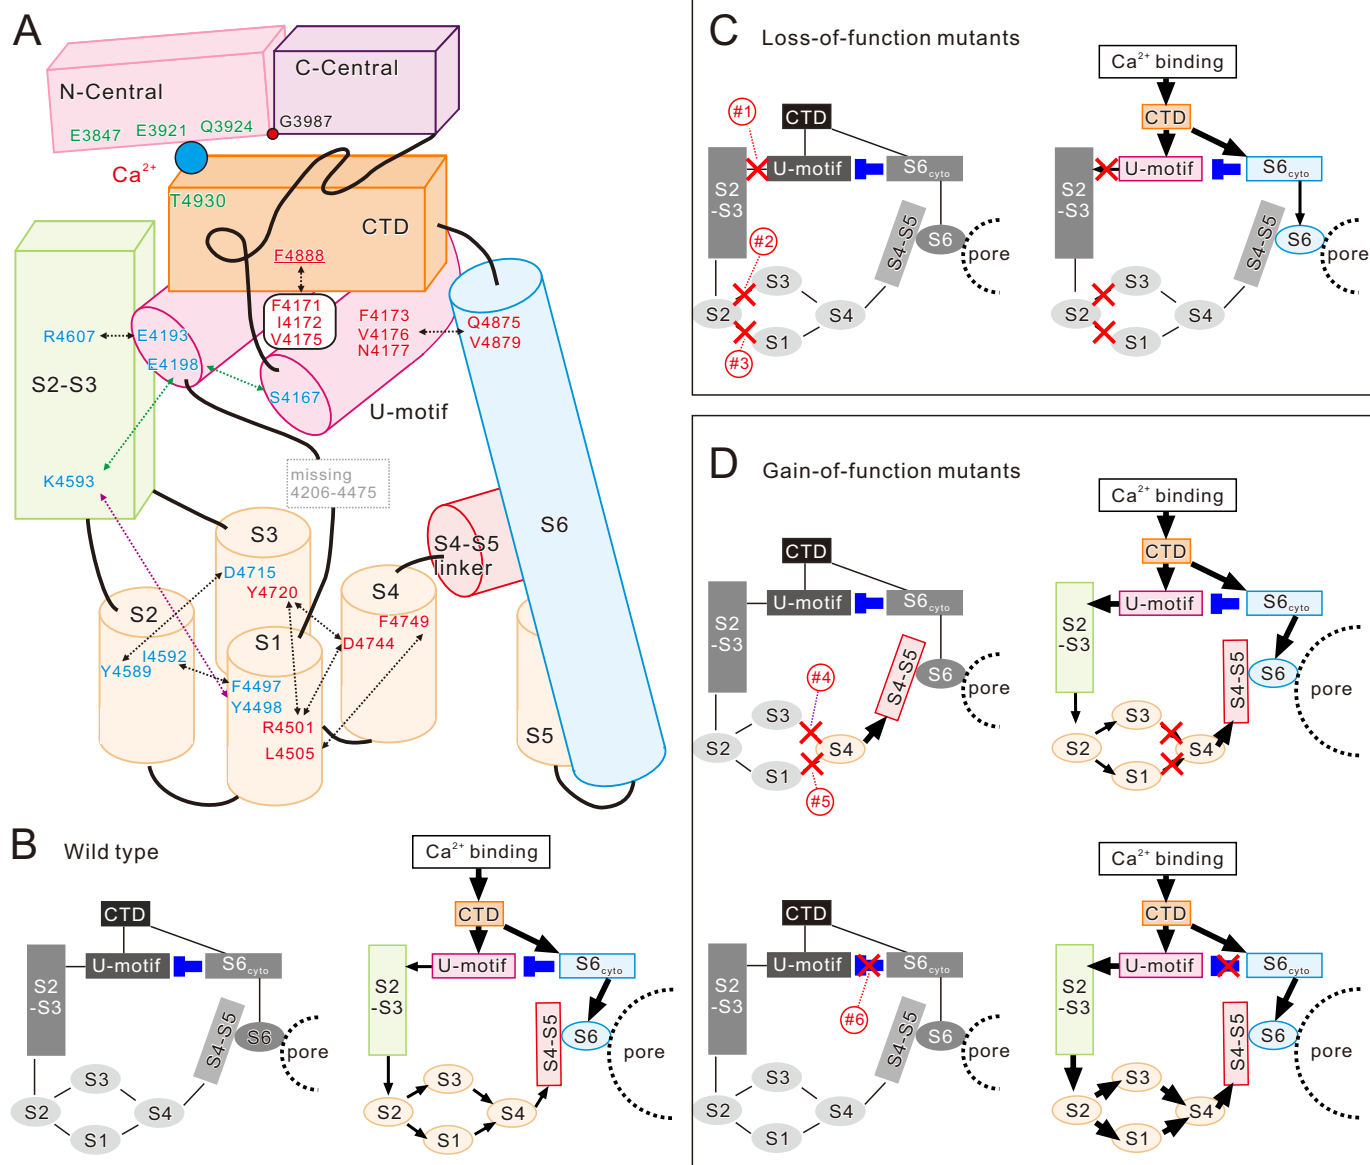 A
C-Central
N-Central
E3847 E3921 Q3924 G3987
Ca²⁺
T4930
CTD
F4888
F4171
I4172
V4175
F4173
V4176
N4177
Q4875
V4879
R4607
E4193
E4198
S4167
S2-S3
U-motif
K4593
missing
4206-4475
S3
S4-S5
linker
S6
D4715
Y4720
S4
F4749
S2
S1
D4744
I4592
Y4589
F4497
Y4498
R4501
L4505
S5
B Wild type
CTD
S2
-S3
U-motif
S6cyto
S4-S5
S6
pore
S3
S2
S4
S1
Ca²⁺ binding
CTD
S2
-S3
U-motif
S6cyto
S4-S5
S6
pore
S3
S2
S4
S1
C Loss-of-function mutants
#1
CTD
S2
-S3
U-motif
S6cyto
S4-S5
S6
pore
#2
S3
S2
S4
S1
#3
Ca²⁺ binding
CTD
S2
-S3
U-motif
S6cyto
S4-S5
S6
pore
S3
S2
S4
S1
D Gain-of-function mutants
CTD
S2
-S3
U-motif
S6cyto
S4-S5
S6
pore
#4
S3
S2
S4
S1
#5
Ca²⁺ binding
CTD
S2
-S3
U-motif
S6cyto
S4-S5
S6
pore
S3
S2
S4
S1
CTD
S2
-S3
U-motif
S6cyto
#6
S4-S5
S6
pore
S3
S2
S4
S1
Ca²⁺ binding
CTD
S2
-S3
U-motif
S6cyto
S4-S5
S6
pore
S3
S2
S4
S1